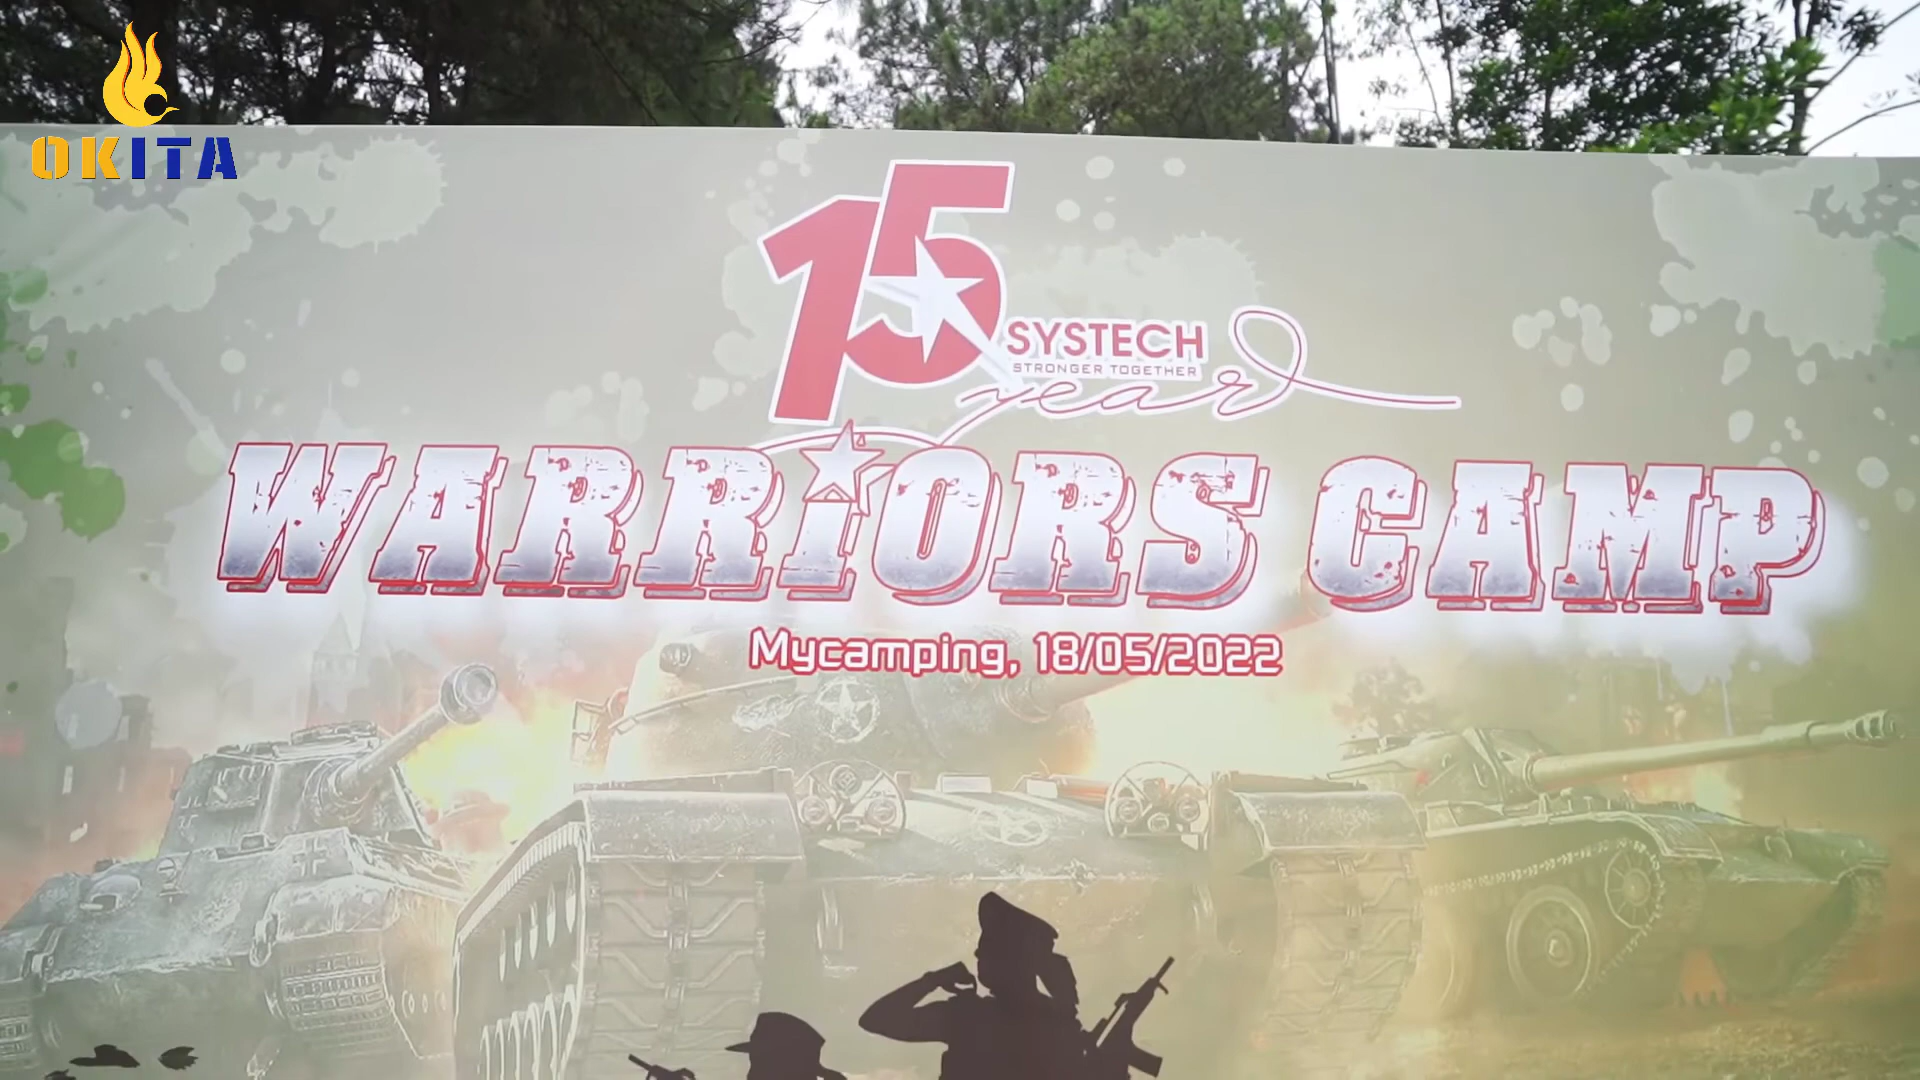 OKITA
15
SYSTECH
STRONGER TOGETHER
year
WARRiORS CAMP
Mycamping, 18/05/2022